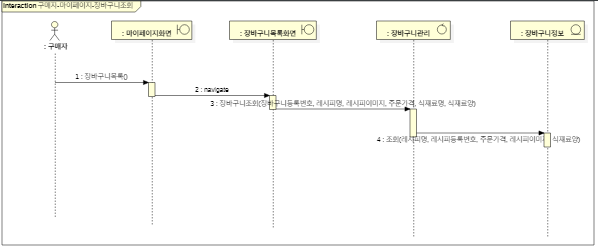 Interaction 구매자-마이페이지-장바구니조회
: 구매자
: 마이페이지화면
: 장바구니목록화면
: 장바구니관리
: 장바구니정보
1 : 장바구니목록()
2 : navigate
3 : 장바구니조회(장바구니등록번호, 레시피명, 레시피이미지, 주문가격, 식재료명, 식재료양)
4 : 조회(레시피명, 레시피등록번호, 주문가격, 레시피이미지, 식재료양)